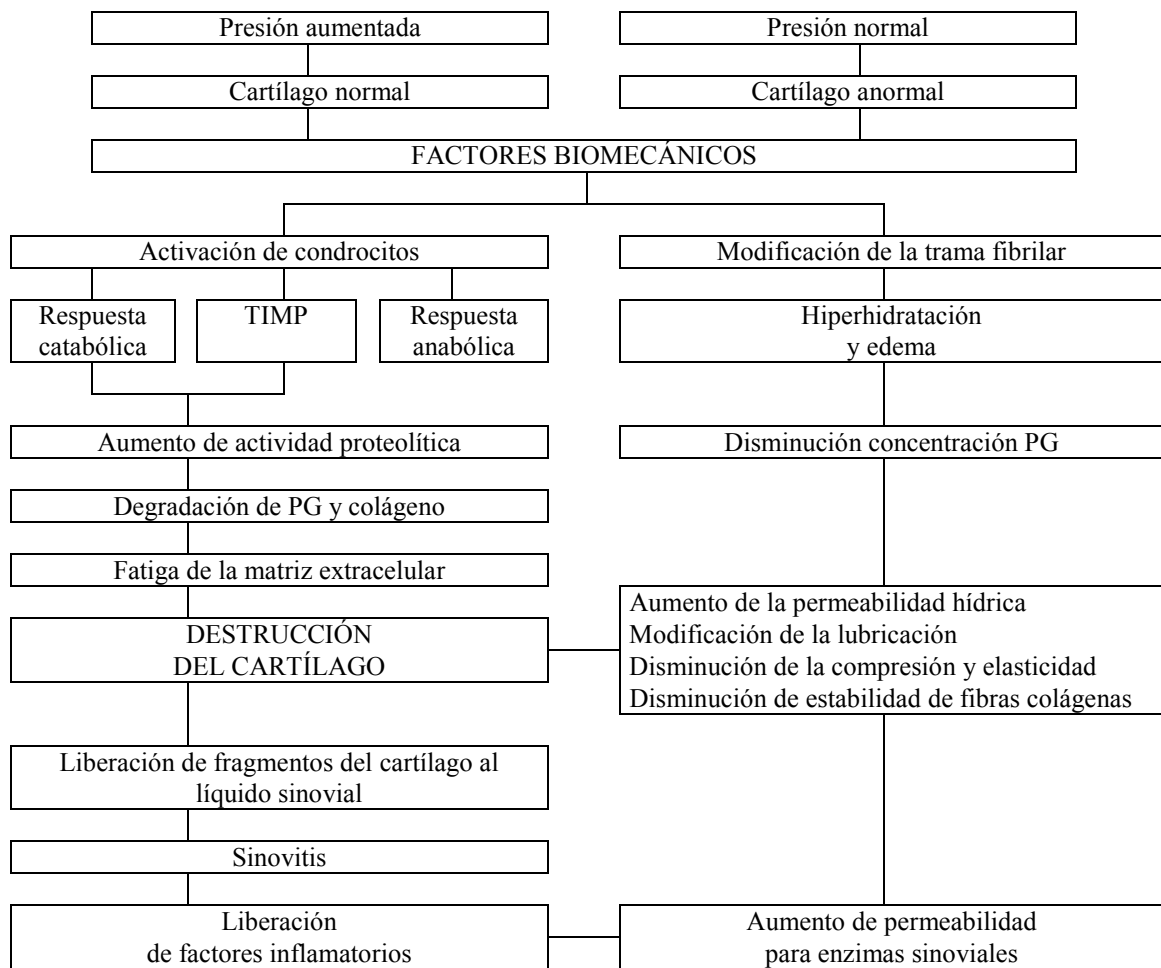 Presión aumentada
Presión normal
Cartílago normal
Cartílago anormal
FACTORES BIOMECÁNICOS
Activación de condrocitos
Modificación de la trama fibrilar
Respuesta
catabólica
TIMP
Respuesta
anabólica
Hiperhidratación
y edema
Aumento de actividad proteolítica
Disminución concentración PG
Degradación de PG y colágeno
Fatiga de la matriz extracelular
DESTRUCCIÓN
DEL CARTÍLAGO
Aumento de la permeabilidad hídrica
Modificación de la lubricación
Disminución de la compresión y elasticidad
Disminución de estabilidad de fibras colágenas
Liberación de fragmentos del cartílago al
líquido sinovial
Sinovitis
Liberación
de factores inflamatorios
Aumento de permeabilidad
para enzimas sinoviales